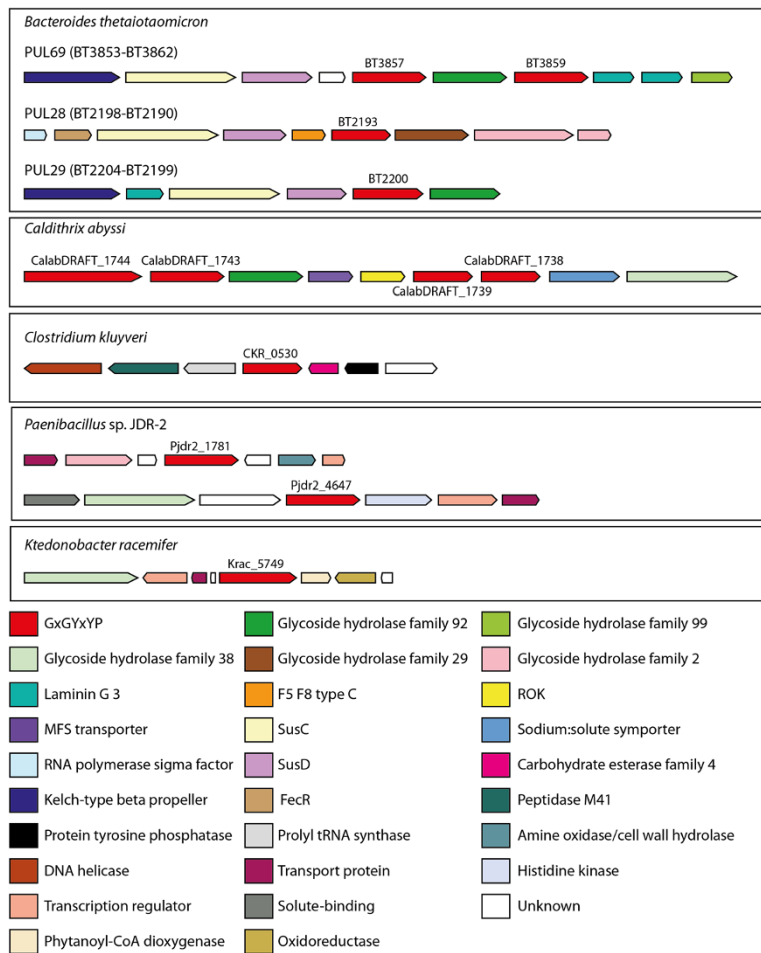 Bacteroides thetaiotaomicron
PUL69 (BT3853-BT3862)
BT3857 BT3859
PUL28 (BT2198-BT2190)
BT2193
PUL29 (BT2204-BT2199)
BT2200
Caldithrix abyssi
CalabDRAFT_1744 CalabDRAFT_1743 CalabDRAFT_1738
CalabDRAFT_1739
Clostridium kluyveri
CKR_0530
Paenibacillus sp. JDR-2
Pjdr2_1781
Pjdr2_4647
Ktedonobacter racemifer
Krac_5749
GxGYxYP Glycoside hydrolase family 92 Glycoside hydrolase family 99
Glycoside hydrolase family 38 Glycoside hydrolase family 29 Glycoside hydrolase family 2
Laminin G 3 F5 F8 type C ROK
MFS transporter SusC Sodium:solute symporter
RNA polymerase sigma factor SusD Carbohydrate esterase family 4
Kelch-type beta propeller FecR Peptidase M41
Protein tyrosine phosphatase Prolyl tRNA synthase Amine oxidase/cell wall hydrolase
DNA helicase Transport protein Histidine kinase
Transcription regulator Solute-binding Unknown
Phytanoyl-CoA dioxygenase Oxidoreductase